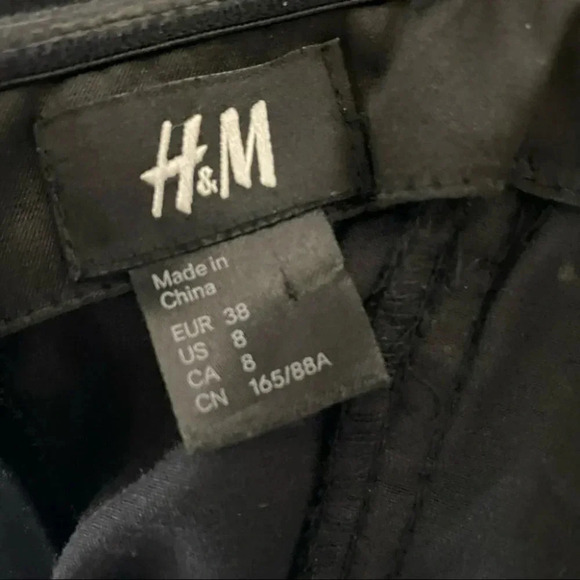 H&M
Made in
China
EUR 38
US 8
CA 8
CN 165/88A